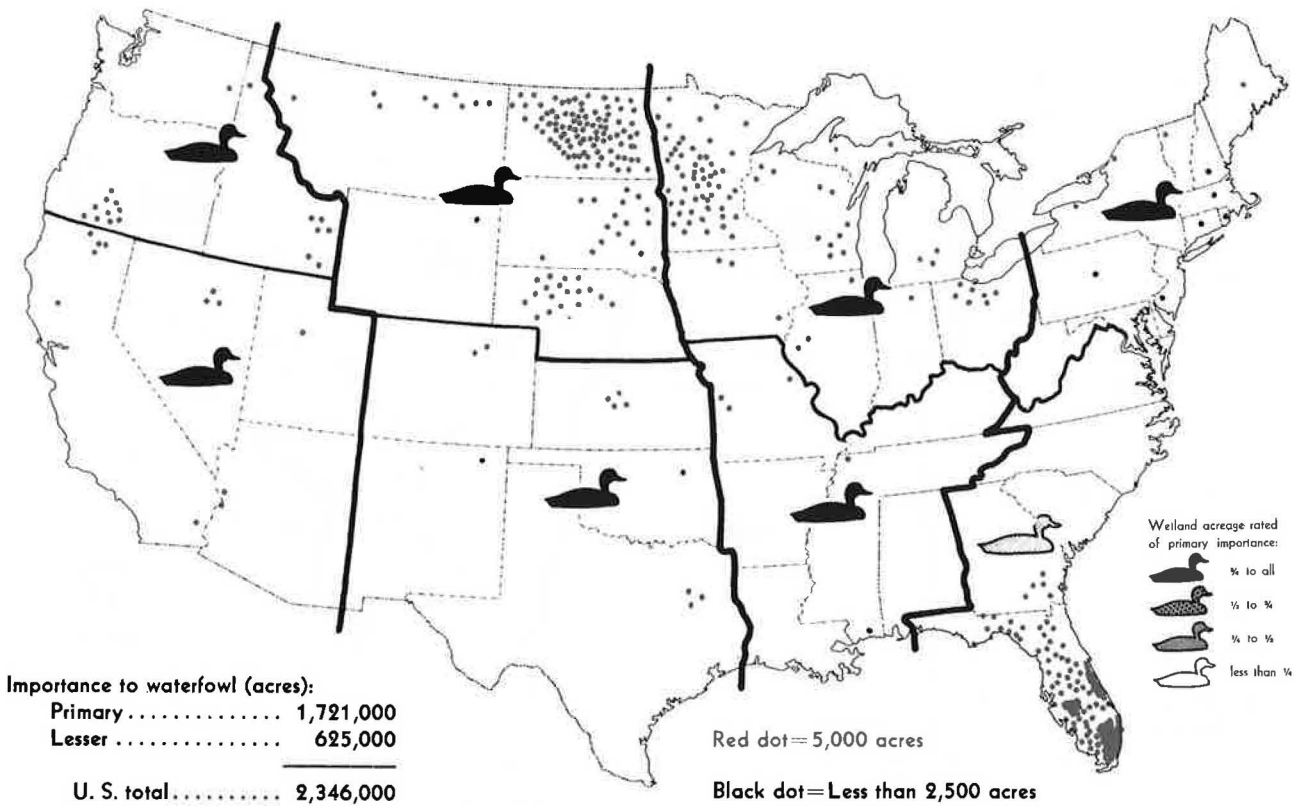 Importance to waterfowl (acres):
Primary . . . . . . . . . . . . . 1,721,000
Lesser . . . . . . . . . . . . . . 625,000
U. S. total . . . . . . . . . 2,346,000
Red dot=5,000 acres
Black dot=Less than 2,500 acres
Wetland acreage rated
of primary importance:
¾ to all
½ to ¾
¼ to ½
less than ¼